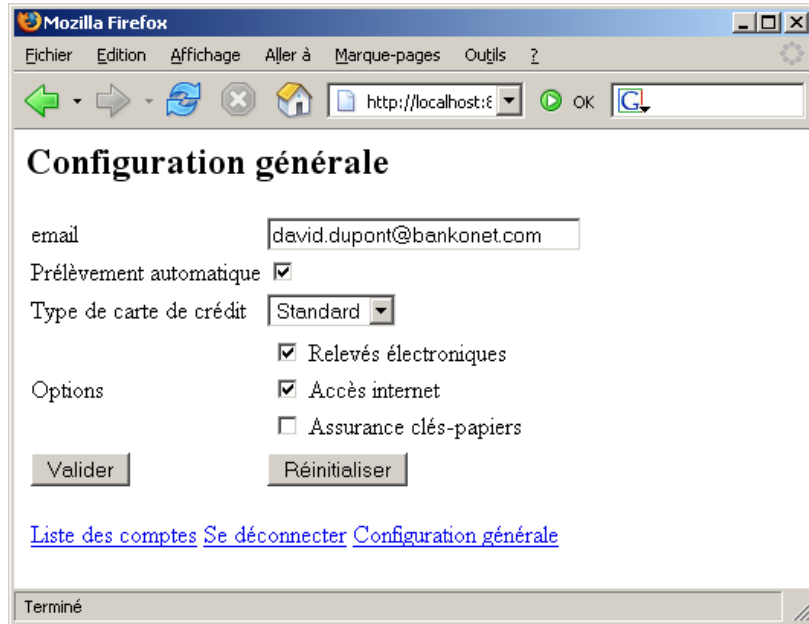 Mozilla Firefox
Fichier Edition Affichage Aller à Marque-pages Outils ?
http://localhost:8 OK G
Configuration générale
email david.dupont@bankonet.com
Prélèvement automatique
Type de carte de crédit Standard
Relevés électroniques
Options Accès internet
Assurance clés-papiers
Valider Réinitialiser
Liste des comptes Se déconnecter Configuration générale
Terminé